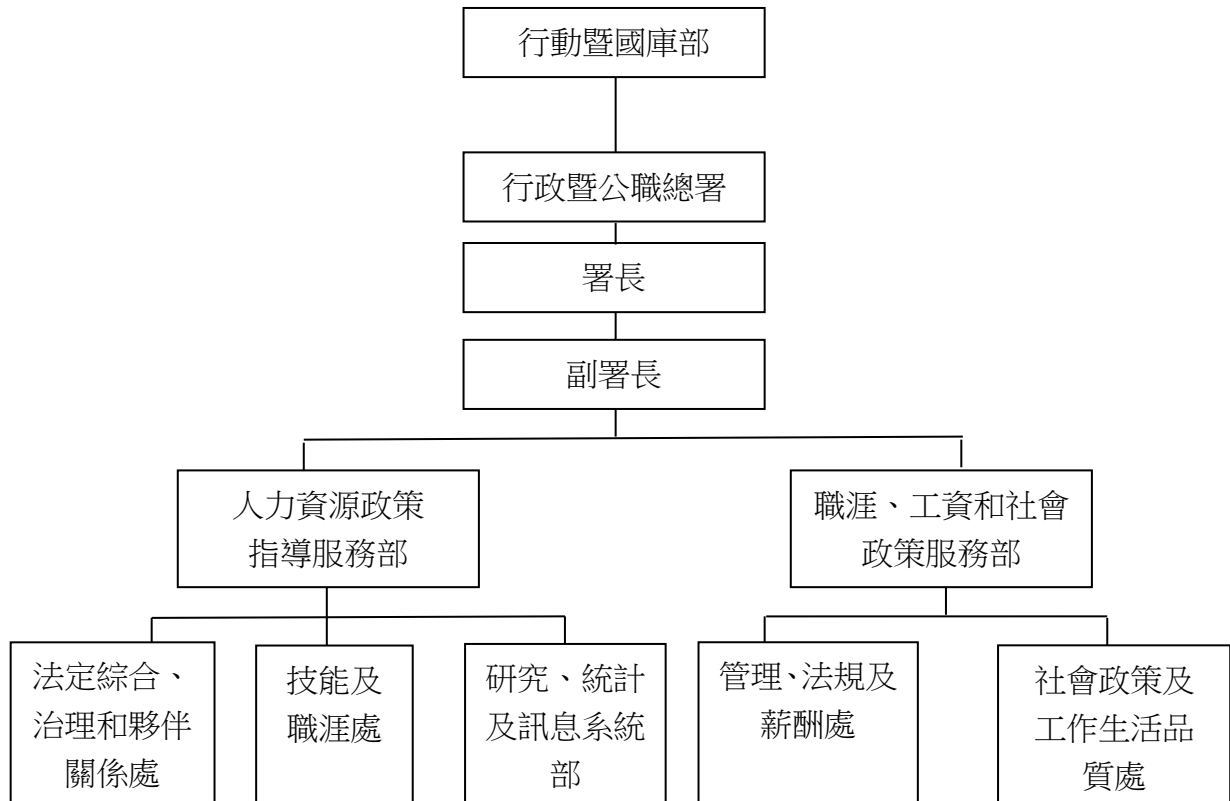 行動暨國庫部
行政暨公職總署
署長
副署長
人力資源政策
指導服務部
職涯、工資和社會
政策服務部
法定綜合、
治理和夥伴
關係處
技能及
職涯處
研究、統計
及訊息系統
部
管理、法規及
薪酬處
社會政策及
工作生活品
質處